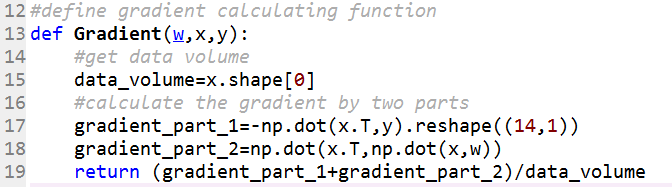 12 #define gradient calculating function
13 def Gradient(w,x,y):
14     #get data volume
15     data_volume=x.shape[0]
16     #calculate the gradient by two parts
17     gradient_part_1=-np.dot(x.T,y).reshape((14,1))
18     gradient_part_2=np.dot(x.T,np.dot(x,w))
19     return (gradient_part_1+gradient_part_2)/data_volume